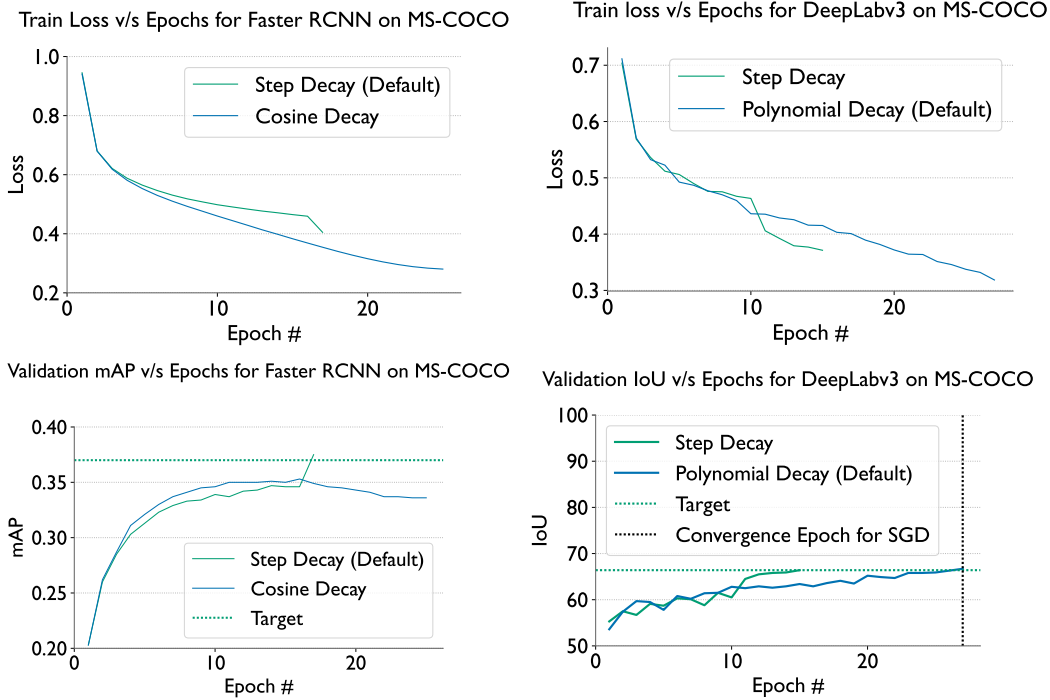 Train Loss v/s Epochs for Faster RCNN on MS-COCO
1.0
0.8
0.6
0.4
0.2
Loss
Step Decay (Default)
Cosine Decay
0
10
20
Epoch #
Train loss v/s Epochs for DeepLabv3 on MS-COCO
0.7
0.6
0.5
0.4
0.3
Loss
Step Decay
Polynomial Decay (Default)
0
10
20
Epoch #
Validation mAP v/s Epochs for Faster RCNN on MS-COCO
0.40
0.35
0.30
0.25
0.20
mAP
Step Decay (Default)
Cosine Decay
Target
0
10
20
Epoch #
Validation IoU v/s Epochs for DeepLabv3 on MS-COCO
100
90
80
70
60
50
IoU
Step Decay
Polynomial Decay (Default)
Target
Convergence Epoch for SGD
0
10
20
Epoch #